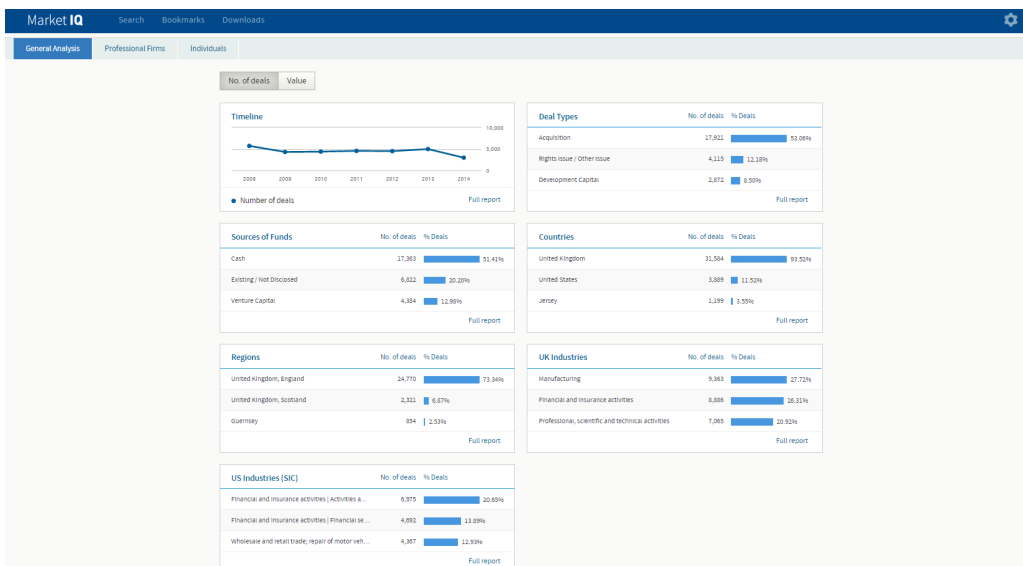 Market IQ Search Bookmarks Downloads
General Analysis Professional Firms Individuals
No. of deals Value
Timeline
10,000
5,000
0
2008 2009 2010 2011 2012 2013 2014
Number of deals Full report
Deal Types No. of deals % Deals
Acquisition 17,921 53.06%
Rights Issue / Other Issue 4,115 12.18%
Development Capital 2,872 8.50%
Full report
Sources of Funds No. of deals % Deals
Cash 17,363 51.41%
Existing / Not Disclosed 6,822 20.20%
Venture Capital 4,384 12.98%
Full report
Countries No. of deals % Deals
United Kingdom 31,584 93.52%
United States 3,889 11.52%
Jersey 1,199 3.55%
Full report
Regions No. of deals % Deals
United Kingdom, England 24,770 73.34%
United Kingdom, Scotland 2,321 6.87%
Guernsey 854 2.53%
Full report
UK Industries No. of deals % Deals
Manufacturing 9,363 27.72%
Financial and insurance activities 8,886 26.31%
Professional, scientific and technical activities 7,065 20.92%
Full report
US Industries (SIC) No. of deals % Deals
Financial and insurance activities | Activities a... 6,975 20.65%
Financial and insurance activities | Financial se... 4,692 13.89%
Wholesale and retail trade; repair of motor veh... 4,367 12.93%
Full report